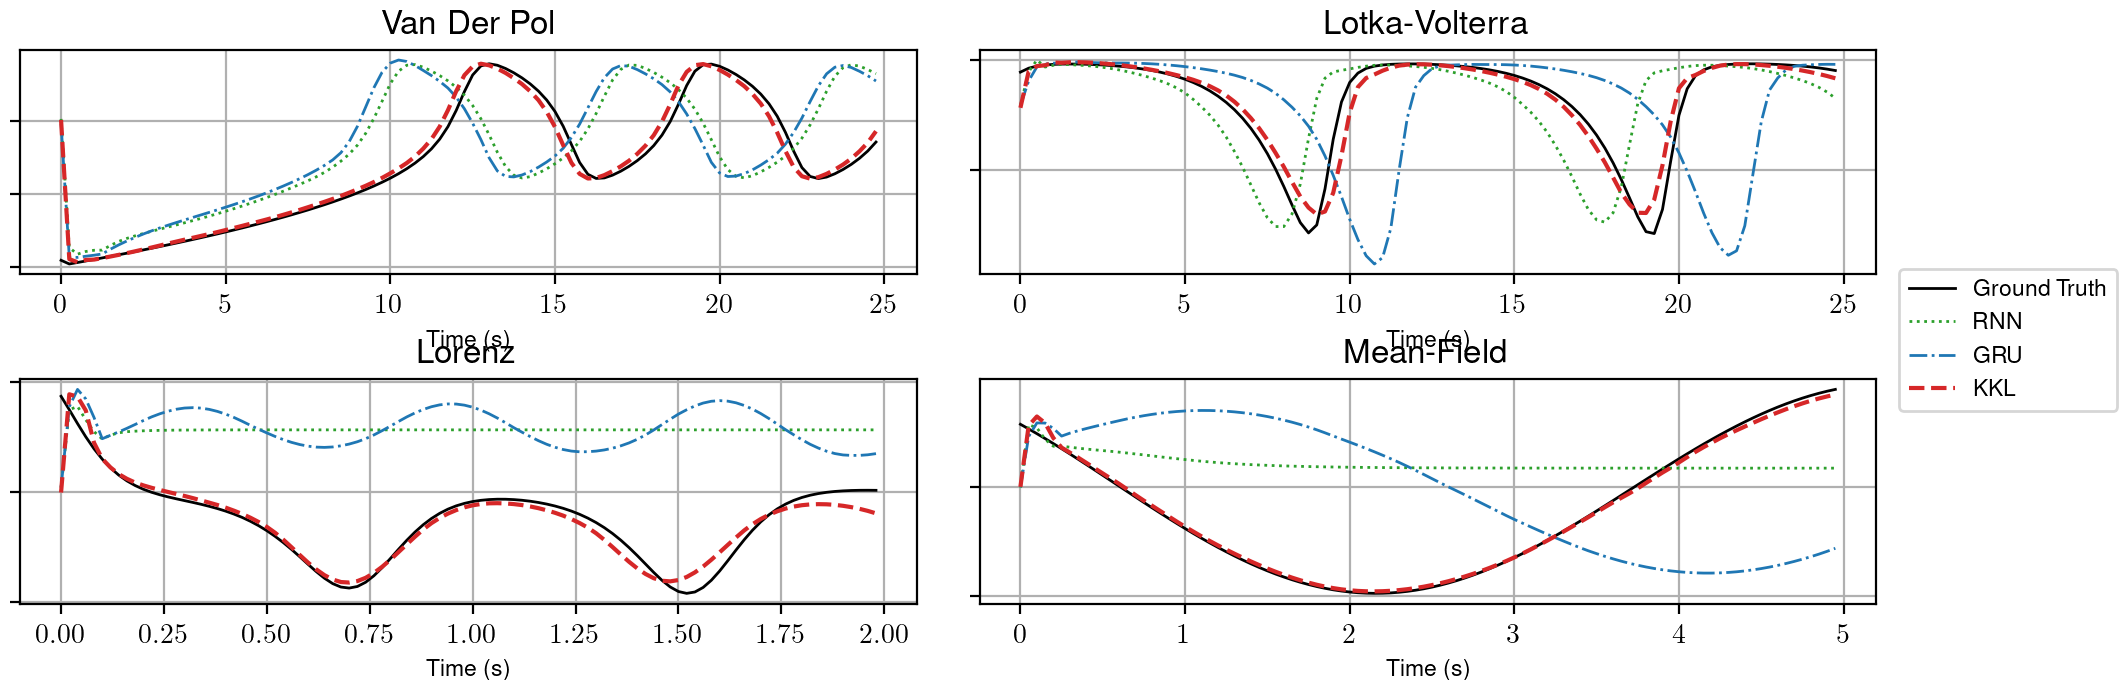 Van Der Pol
0 5 10 15 20 25
Time (s)
Lotka-Volterra
0 5 10 15 20 25
Time (s)
Lorenz
0.00 0.25 0.50 0.75 1.00 1.25 1.50 1.75 2.00
Time (s)
Mean-Field
0 1 2 3 4 5
Time (s)
Ground Truth
RNN
GRU
KKL